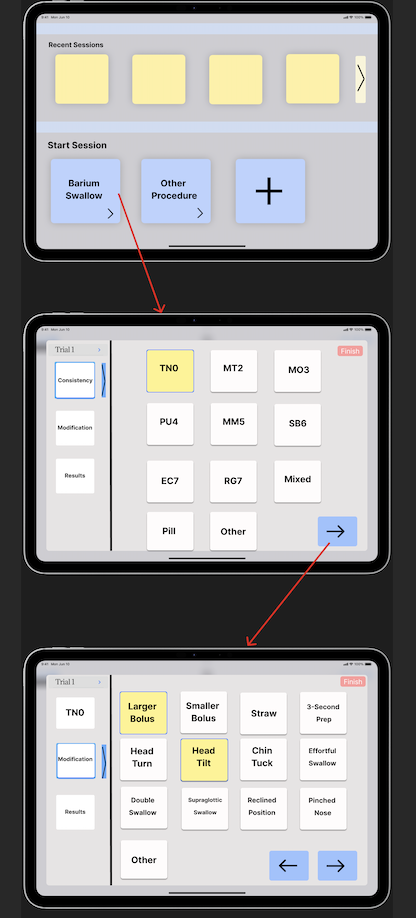 9:41 Mon Jun 10
100%
Recent Sessions
Start Session
Barium
Swallow
Other
Procedure
9:41 Mon Jun 10
100%
Trial 1
Finish
Consistency
Modification
Results
TN0
MT2
MO3
PU4
MM5
SB6
EC7
RG7
Mixed
Pill
Other
9:41 Mon Jun 10
100%
Trial 1
Finish
TN0
Modification
Results
Larger
Bolus
Smaller
Bolus
Straw
3-Second
Prep
Head
Turn
Head
Tilt
Chin
Tuck
Effortful
Swallow
Double
Swallow
Supraglottic
Swallow
Reclined
Position
Pinched
Nose
Other